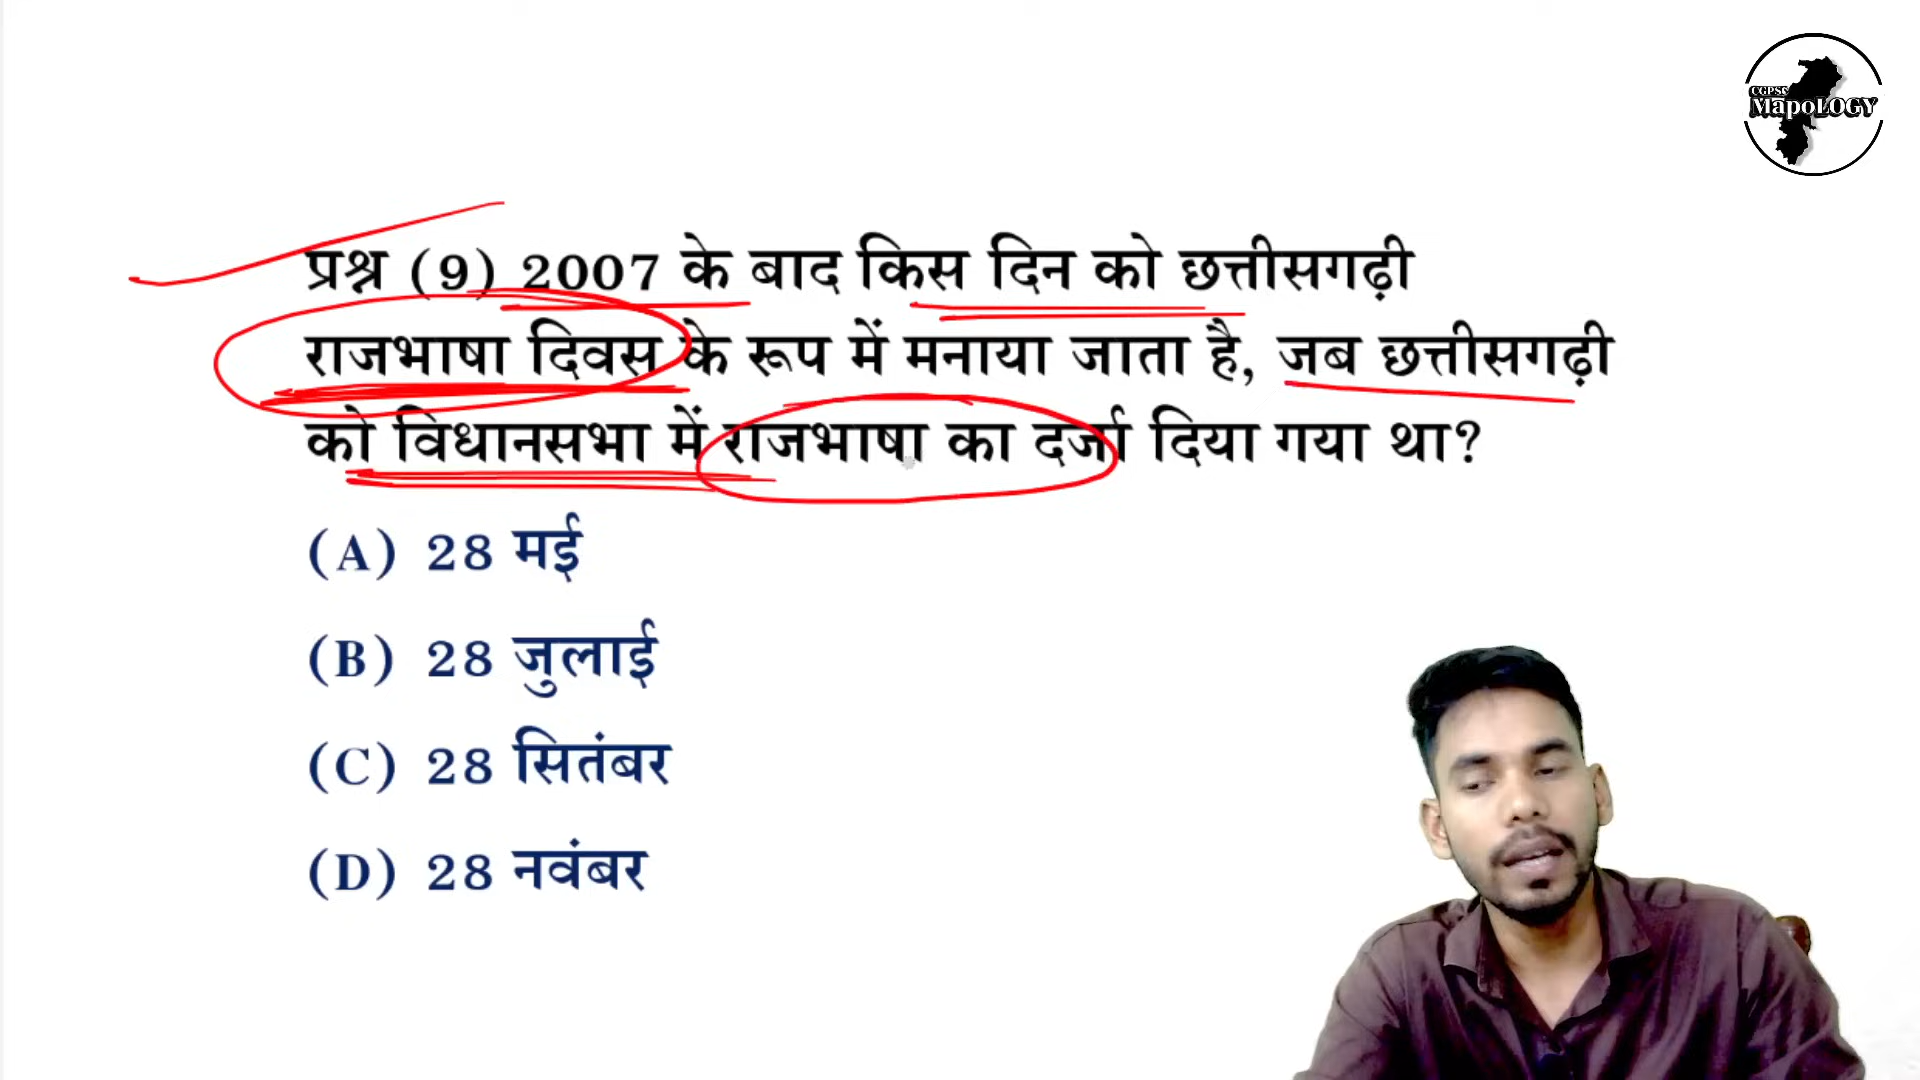 CGPSC
MapoLOGY
प्रश्न (9) 2007 के बाद किस दिन को छत्तीसगढ़ी
राजभाषा दिवस के रूप में मनाया जाता है, जब छत्तीसगढ़ी
को विधानसभा में राजभाषा का दर्जा दिया गया था?
(A) 28 मई
(B) 28 जुलाई
(C) 28 सितंबर
(D) 28 नवंबर